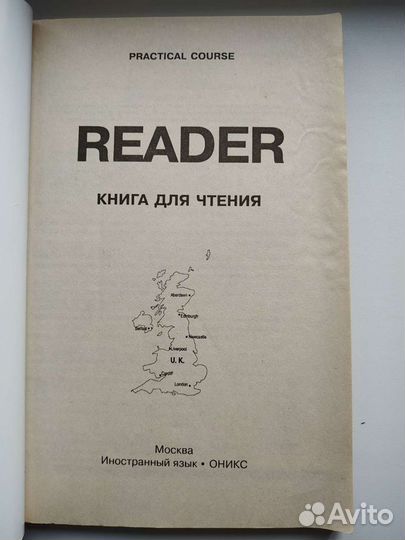 PRACTICAL COURSE
READER
КНИГА ДЛЯ ЧТЕНИЯ
Aberdeen
Edinburgh
Belfast
Newcastle
Liverpool
U. K.
Cardiff
London
Москва
Иностранный язык • ОНИКС
Avito